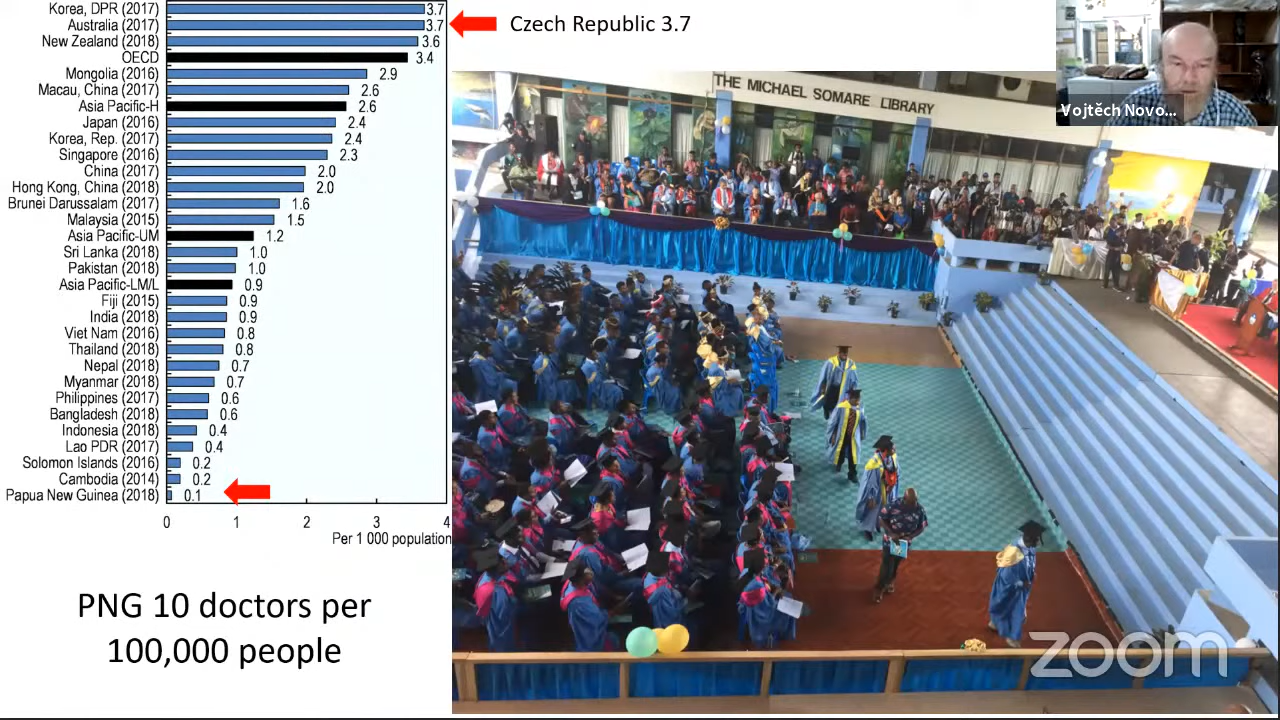 Korea, DPR (2017) 3.7
Australia (2017) 3.7
New Zealand (2018) 3.6
OECD 3.4
Mongolia (2016) 2.9
Macau, China (2017) 2.6
Asia Pacific-H 2.6
Japan (2016) 2.4
Korea, Rep. (2017) 2.4
Singapore (2016) 2.3
China (2017) 2.0
Hong Kong, China (2018) 2.0
Brunei Darussalam (2017) 1.6
Malaysia (2015) 1.5
Asia Pacific-UM 1.2
Sri Lanka (2018) 1.0
Pakistan (2018) 1.0
Asia Pacific-LM/L 0.9
Fiji (2015) 0.9
India (2018) 0.9
Viet Nam (2016) 0.8
Thailand (2018) 0.8
Nepal (2018) 0.7
Myanmar (2018) 0.7
Philippines (2017) 0.6
Bangladesh (2018) 0.6
Indonesia (2018) 0.4
Lao PDR (2017) 0.4
Solomon Islands (2016) 0.2
Cambodia (2014) 0.2
Papua New Guinea (2018) 0.1
0 1 2 3 4
Per 1 000 population
PNG 10 doctors per
100,000 people
Czech Republic 3.7
THE MICHAEL SOMARE LIBRARY
Vojtěch Novo...
zoom